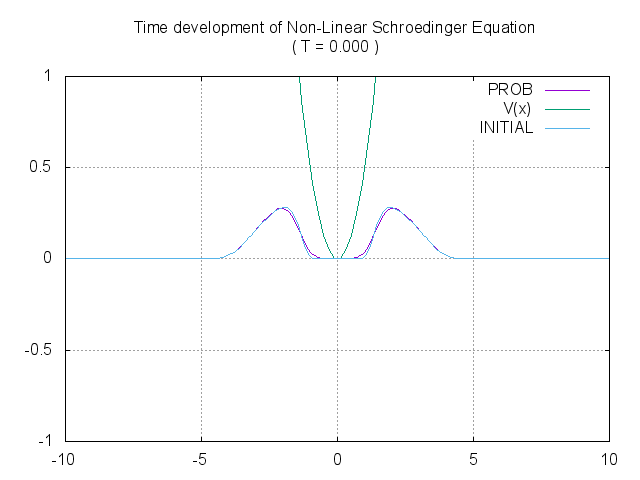 Time development of Non-Linear Schroedinger Equation
( T = 0.000 )
PROB
V(x)
INITIAL
1
0.5
0
-0.5
-1
-10 -5 0 5 10